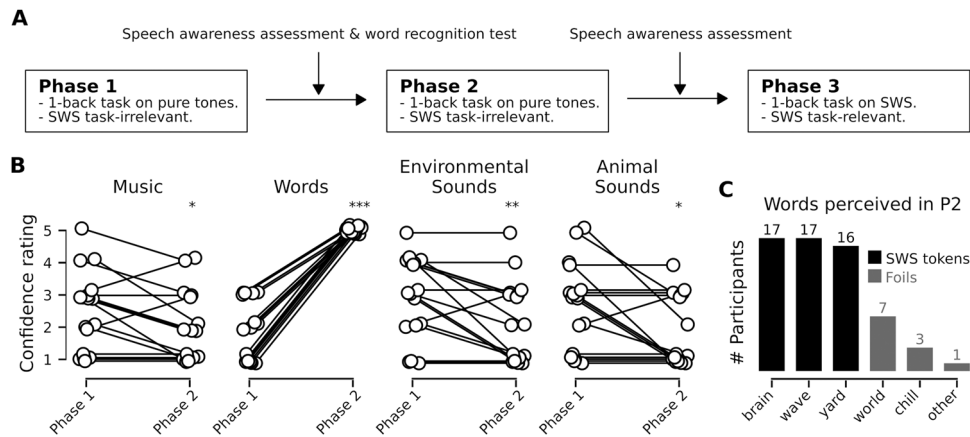 A
Speech awareness assessment & word recognition test
Speech awareness assessment
Phase 1
- 1-back task on pure tones.
- SWS task-irrelevant.
Phase 2
- 1-back task on pure tones.
- SWS task-irrelevant.
Phase 3
- 1-back task on SWS.
- SWS task-relevant.
B
Music
Words
Environmental
Sounds
Animal
Sounds
*
***
**
*
Confidence rating
5
4
3
2
1
Phase 1
Phase 2
Phase 1
Phase 2
Phase 1
Phase 2
Phase 1
Phase 2
C
Words perceived in P2
# Participants
17
17
16
7
3
1
SWS tokens
Foils
brain
wave
yard
world
chill
other